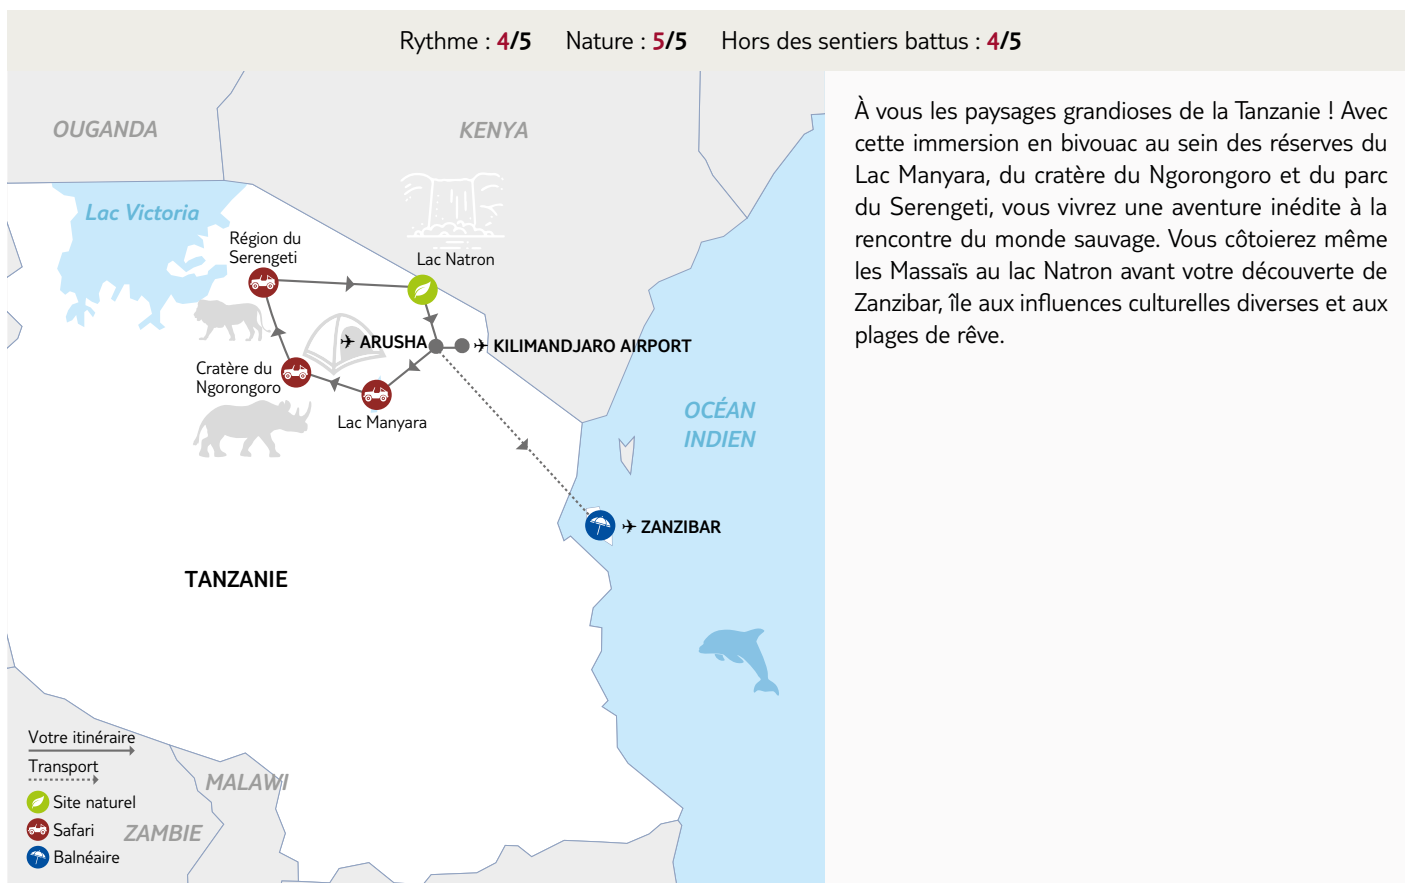 Rythme : 4/5 Nature : 5/5 Hors des sentiers battus : 4/5
OUGANDA
KENYA
Lac Victoria
Région du
Serengeti
Lac Natron
ARUSHA
KILIMANDJARO AIRPORT
Cratère du
Ngorongoro
Lac Manyara
OCÉAN
INDIEN
ZANZIBAR
TANZANIE
Votre itinéraire
Transport
Site naturel
Safari
Balnéaire
MALAWI
ZAMBIE
À vous les paysages grandioses de la Tanzanie ! Avec
cette immersion en bivouac au sein des réserves du
Lac Manyara, du cratère du Ngorongoro et du parc
du Serengeti, vous vivrez une aventure inédite à la
rencontre du monde sauvage. Vous côtoierez même
les Massaïs au lac Natron avant votre découverte de
Zanzibar, île aux influences culturelles diverses et aux
plages de rêve.